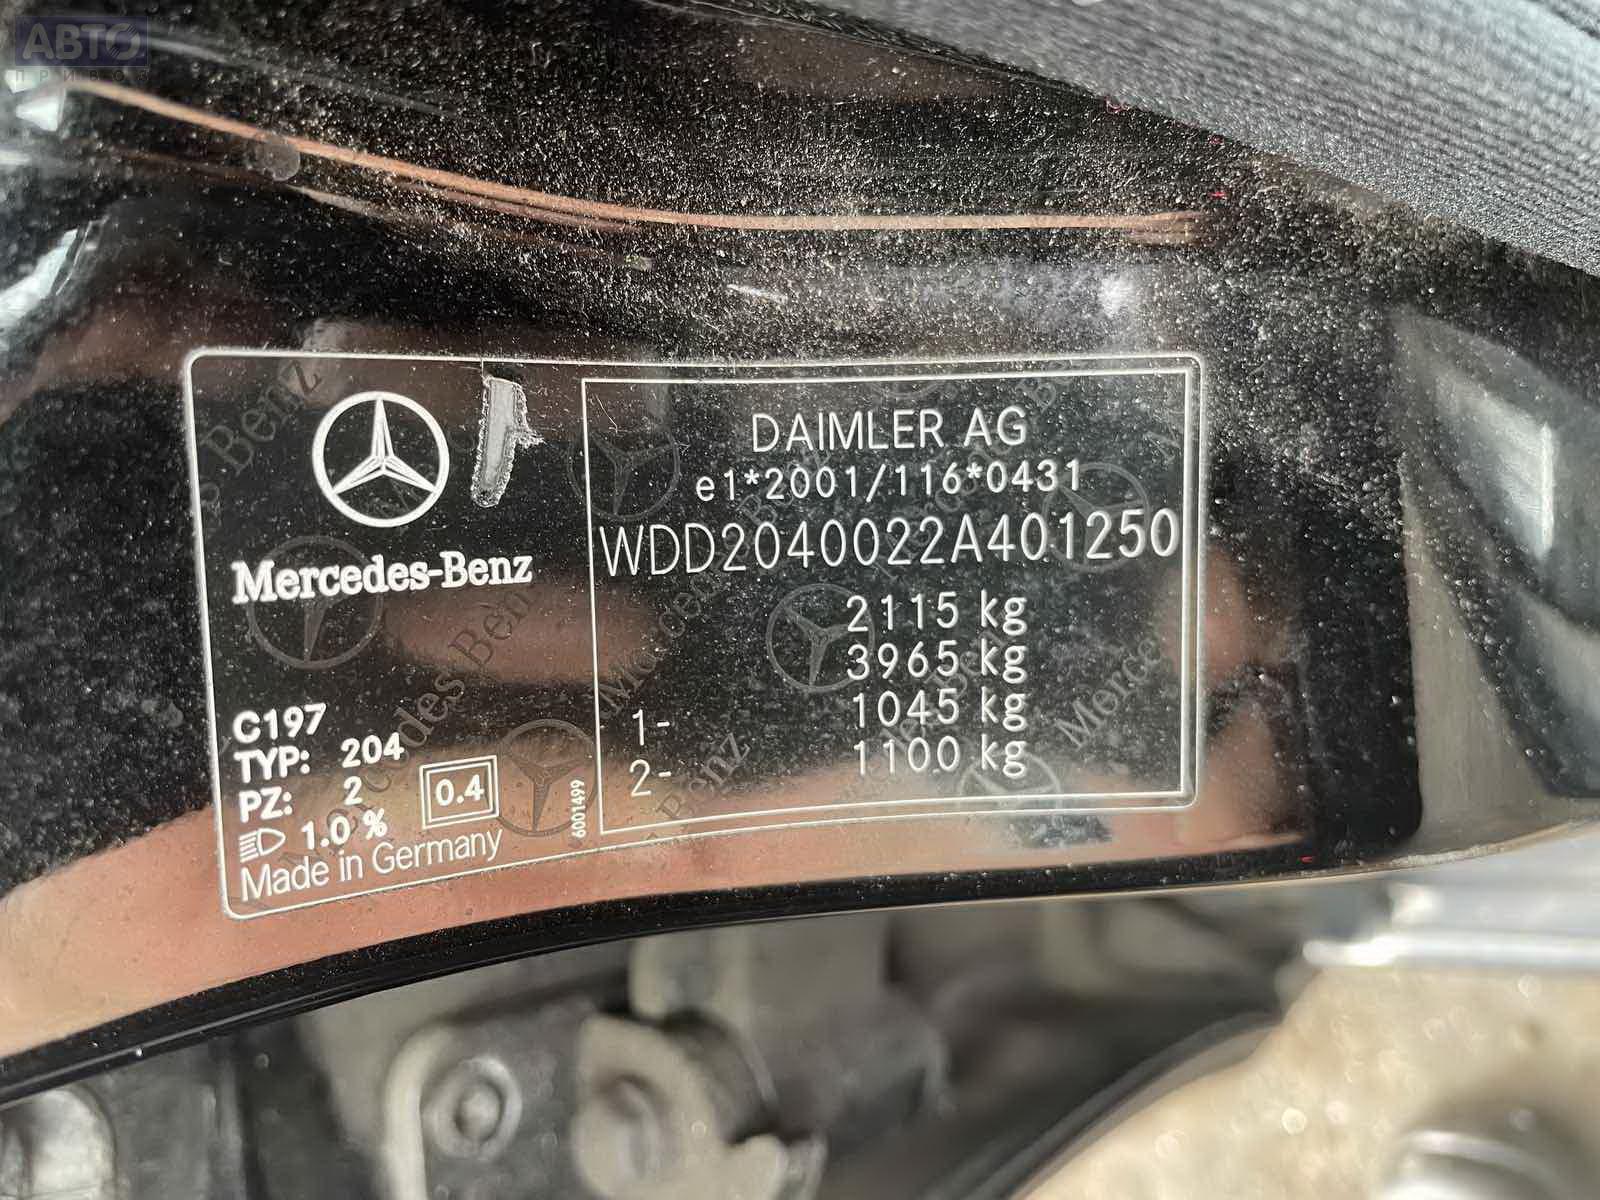 АВТО
ПРИВОЗ
Mercedes-Benz
C197
TYP: 204
PZ: 2
1.0 %
0.4
Made in Germany
6001499
DAIMLER AG
e1*2001/116*0431
WDD2040022A401250
2115 kg
3965 kg
1- 1045 kg
2- 1100 kg